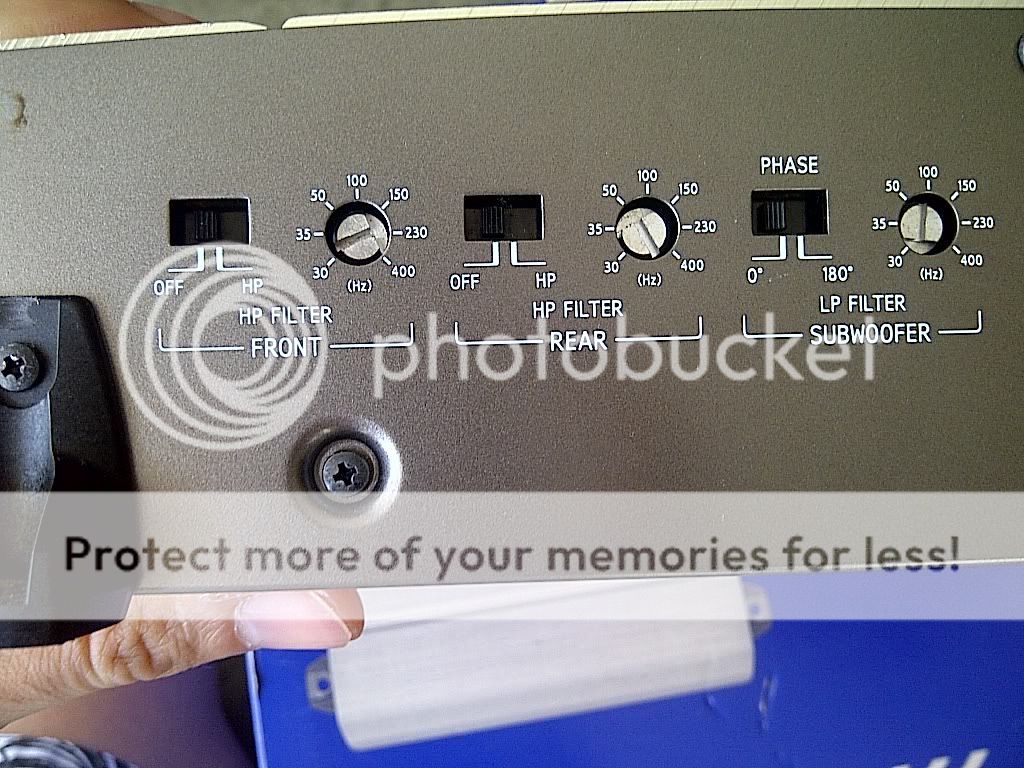 PHASE
100
50 150
35 230
30 400
(Hz)
OFF HP
HP FILTER
FRONT
100
50 150
35 230
30 400
(Hz)
OFF HP
HP FILTER
REAR
100
50 150
35 230
30 400
(Hz)
0° 180°
LP FILTER
SUBWOOFER
photobucket
Protect more of your memories for less!